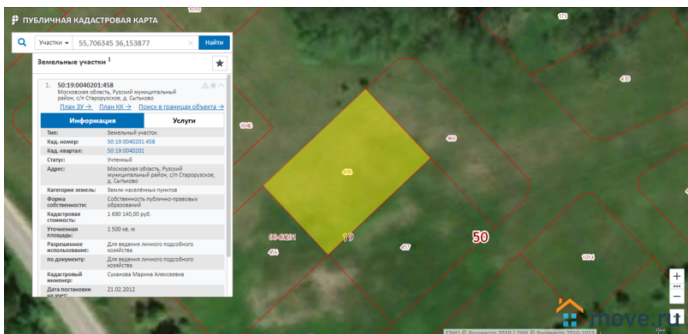 ПУБЛИЧНАЯ КАДАСТРОВАЯ КАРТА
Участки
55,706345 36,153877
×
Найти
Земельные участки 1
1. 50:19:0040201:458
Московская область, Рузский муниципальный
район, с/п Старорузское, д. Сытьково
План ЗУ → План КК → Поиск в границах объекта →
Информация Услуги
Тип: Земельный участок
Кад. номер: 50:19:0040201:458
Кад. квартал: 50:19:0040201
Статус: Учтенный
Адрес: Московская область, Рузский
муниципальный район, с/п Старорузское,
д. Сытьково
Категория земель: Земли населённых пунктов
Форма Собственность публично-правовых
собственности: образований
Кадастровая 1 690 140,00 руб.
стоимость:
Уточненная 1 500 кв. м
площадь:
Разрешенное Для ведения личного подсобного
использование: хозяйства
по документу: Для ведения личного подсобного
хозяйства
Кадастровый Суханова Марина Алексеевна
инженер:
Дата постановки 21.02.2012
на учет:
50
457
move.ru